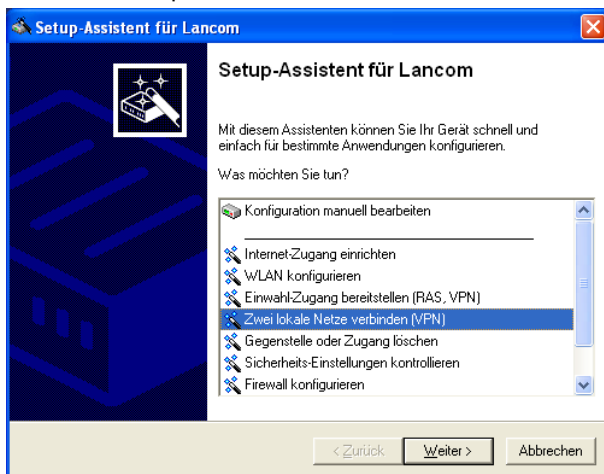 Setup-Assistent für Lancom
Setup-Assistent für Lancom
Mit diesem Assistenten können Sie Ihr Gerät schnell und
einfach für bestimmte Anwendungen konfigurieren.
Was möchten Sie tun?
Konfiguration manuell bearbeiten
Internet-Zugang einrichten
WLAN konfigurieren
Einwahl-Zugang bereitstellen (RAS, VPN)
Zwei lokale Netze verbinden (VPN)
Gegenstelle oder Zugang löschen
Sicherheits-Einstellungen kontrollieren
Firewall konfigurieren
< Zurück
Weiter >
Abbrechen